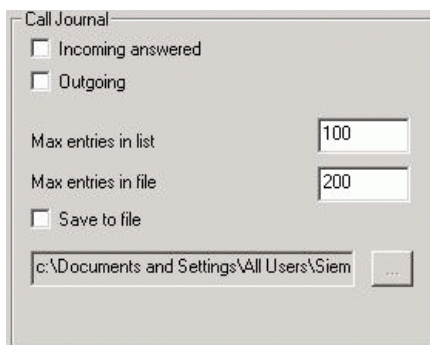 Call Journal
Incoming answered
Outgoing
Max entries in list 100
Max entries in file 200
Save to file
c:\Documents and Settings\All Users\Siem ...